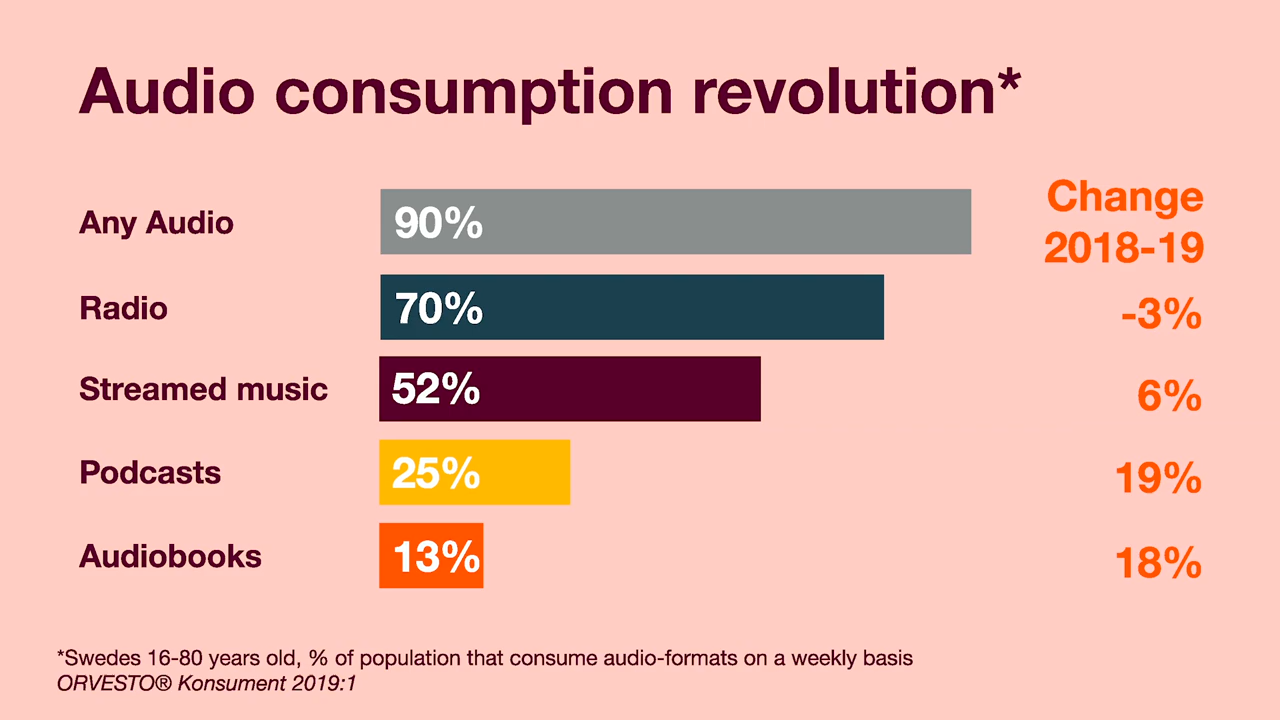 Audio consumption revolution*
Change
2018-19
Any Audio 90%
Radio 70% -3%
Streamed music 52% 6%
Podcasts 25% 19%
Audiobooks 13% 18%
*Swedes 16-80 years old, % of population that consume audio-formats on a weekly basis
ORVESTO® Konsument 2019:1